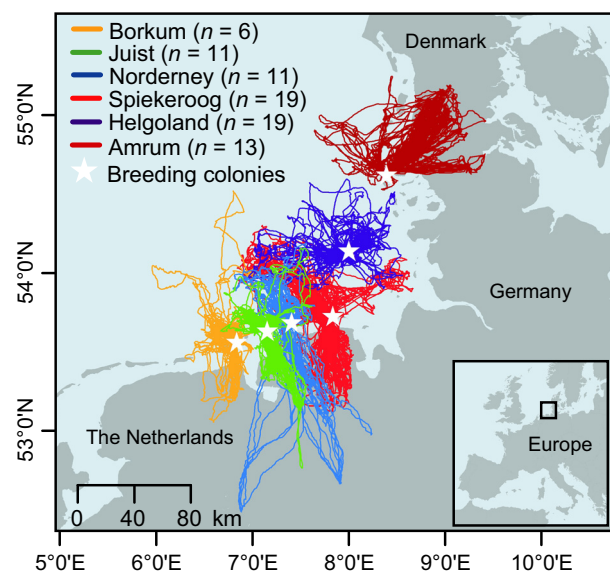 Borkum (n = 6)
Juist (n = 11)
Norderney (n = 11)
Spiekeroog (n = 19)
Helgoland (n = 19)
Amrum (n = 13)
Breeding colonies
Denmark
Germany
The Netherlands
Europe
0 40 80
km
55°0'N
54°0'N
53°0'N
5°0'E 6°0'E 7°0'E 8°0'E 9°0'E 10°0'E